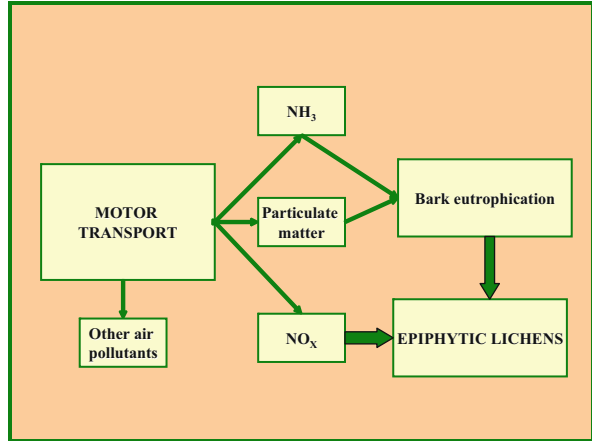 NH₃
MOTOR
TRANSPORT
Particulate
matter
Bark eutrophication
Other air
pollutants
NOₓ
EPIPHYTIC LICHENS